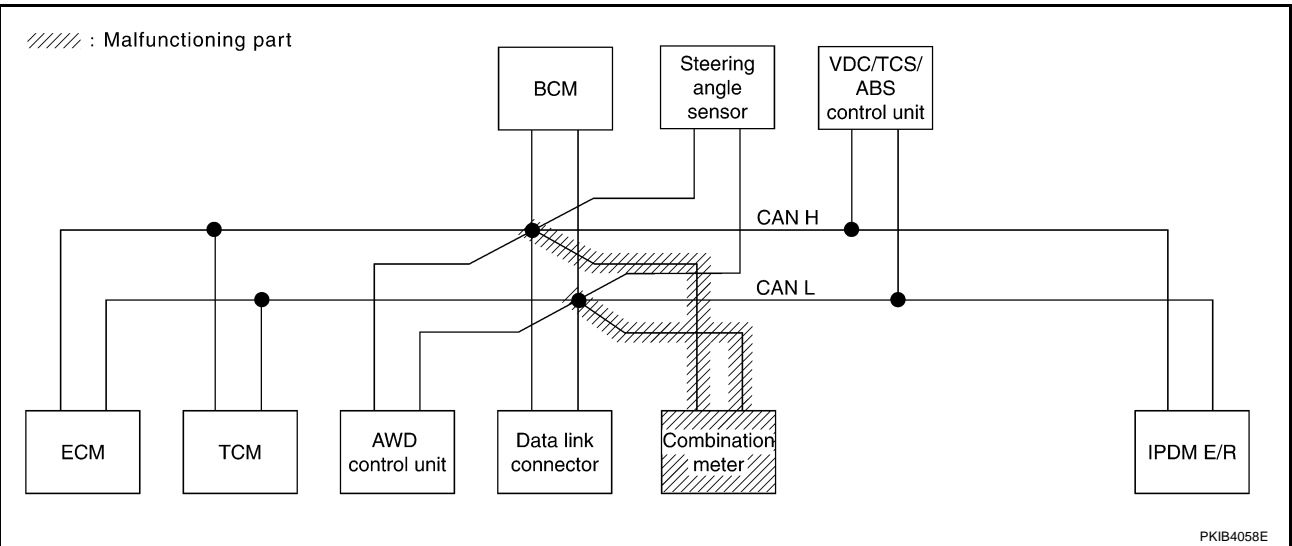 : Malfunctioning part
BCM
Steering
angle
sensor
VDC/TCS/
ABS
control unit
CAN H
CAN L
ECM
TCM
AWD
control unit
Data link
connector
Combination
meter
IPDM E/R
PKIB4058E